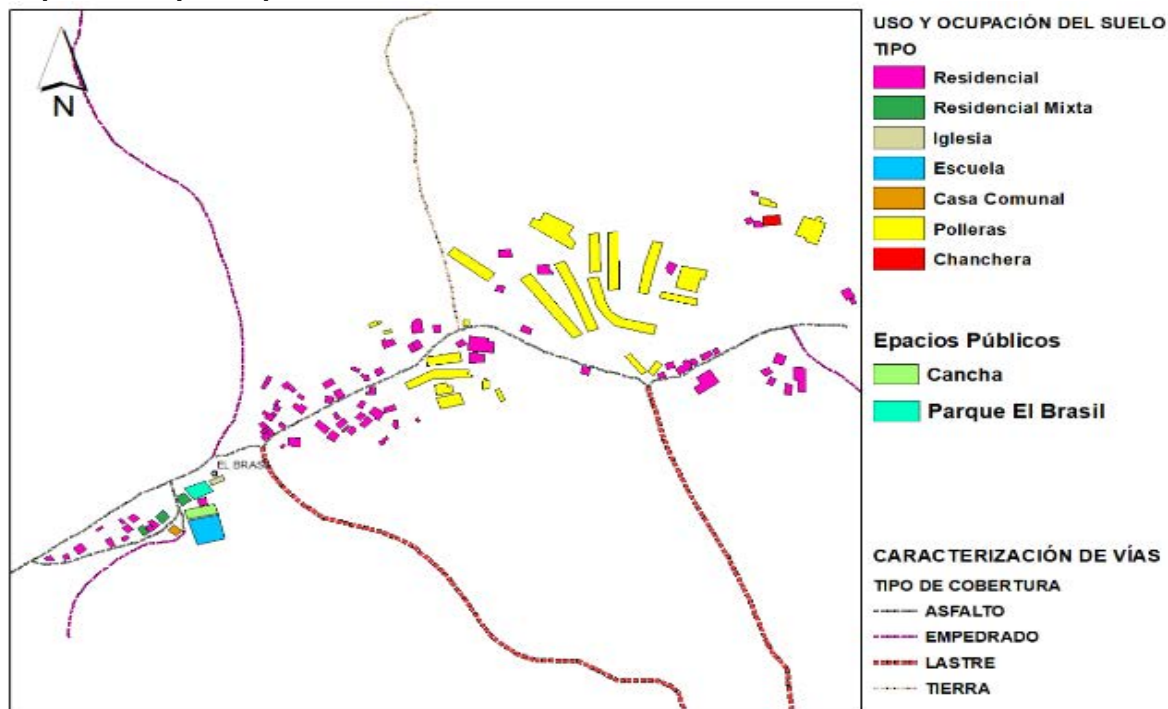 N
EL BRAS
USO Y OCUPACIÓN DEL SUELO
TIPO
Residencial
Residencial Mixta
Iglesia
Escuela
Casa Comunal
Polleras
Chanchera
Epacios Públicos
Cancha
Parque El Brasil
CARACTERIZACIÓN DE VÍAS
TIPO DE COBERTURA
ASFALTO
EMPEDRADO
LASTRE
TIERRA